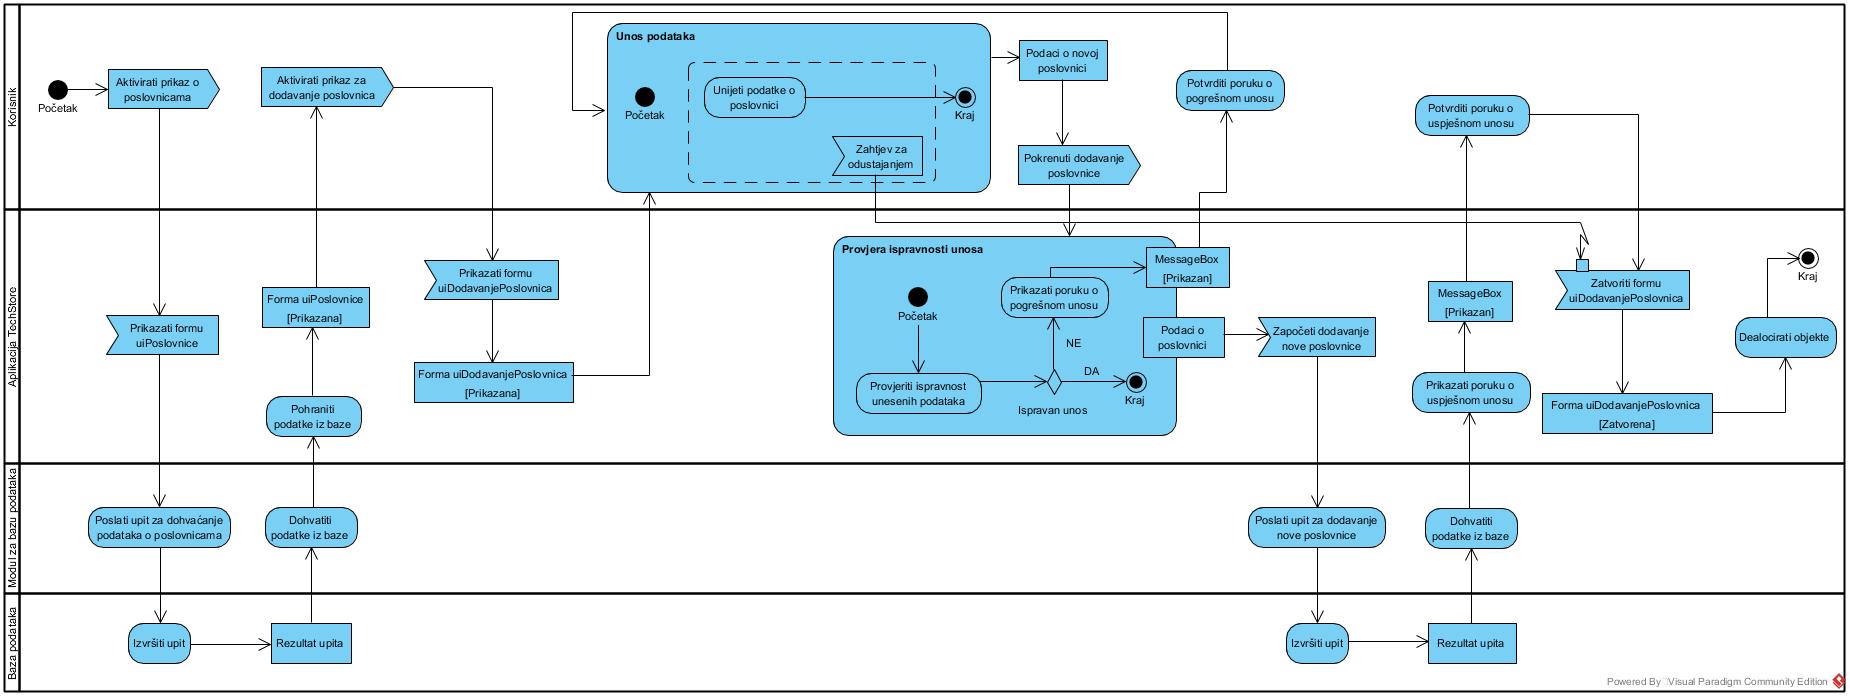 Korisnik
Početak
Aktivirati prikaz o
poslovnicama
Aktivirati prikaz za
dodavanje poslovnica
Unos podataka
Početak
Unijeti podatke o
poslovnici
Kraj
Zahtjev za
odustajanjem
Podaci o novoj
poslovnici
Pokrenuti dodavanje
poslovnice
Potvrditi poruku o
pogrešnom unosu
Potvrditi poruku o
uspješnom unosu
Aplikacija TechStore
Prikazati formu
uiPoslovnice
Forma uiPoslovnice
[Prikazana]
Pohraniti
podatke iz baze
Prikazati formu
uiDodavanjePoslovnica
Forma uiDodavanjePoslovnica
[Prikazana]
Provjera ispravnosti unosa
Početak
Provjeriti ispravnost
unesenih podataka
Prikazati poruku o
pogrešnom unosu
NE
DA
Ispravan unos
Kraj
MessageBox
[Prikazan]
Podaci o
poslovnici
Započeti dodavanje
nove poslovnice
MessageBox
[Prikazan]
Prikazati poruku o
uspješnom unosu
Zatvoriti formu
uiDodavanjePoslovnica
Forma uiDodavanjePoslovnica
[Zatvorena]
Dealocirati objekte
Kraj
Modul za bazu podataka
Poslati upit za dohvaćanje
podataka o poslovnicama
Dohvatiti
podatke iz baze
Poslati upit za dodavanje
nove poslovnice
Dohvatiti
podatke iz baze
Baza podataka
Izvršiti upit
Rezultat upita
Izvršiti upit
Rezultat upita
Powered By Visual Paradigm Community Edition